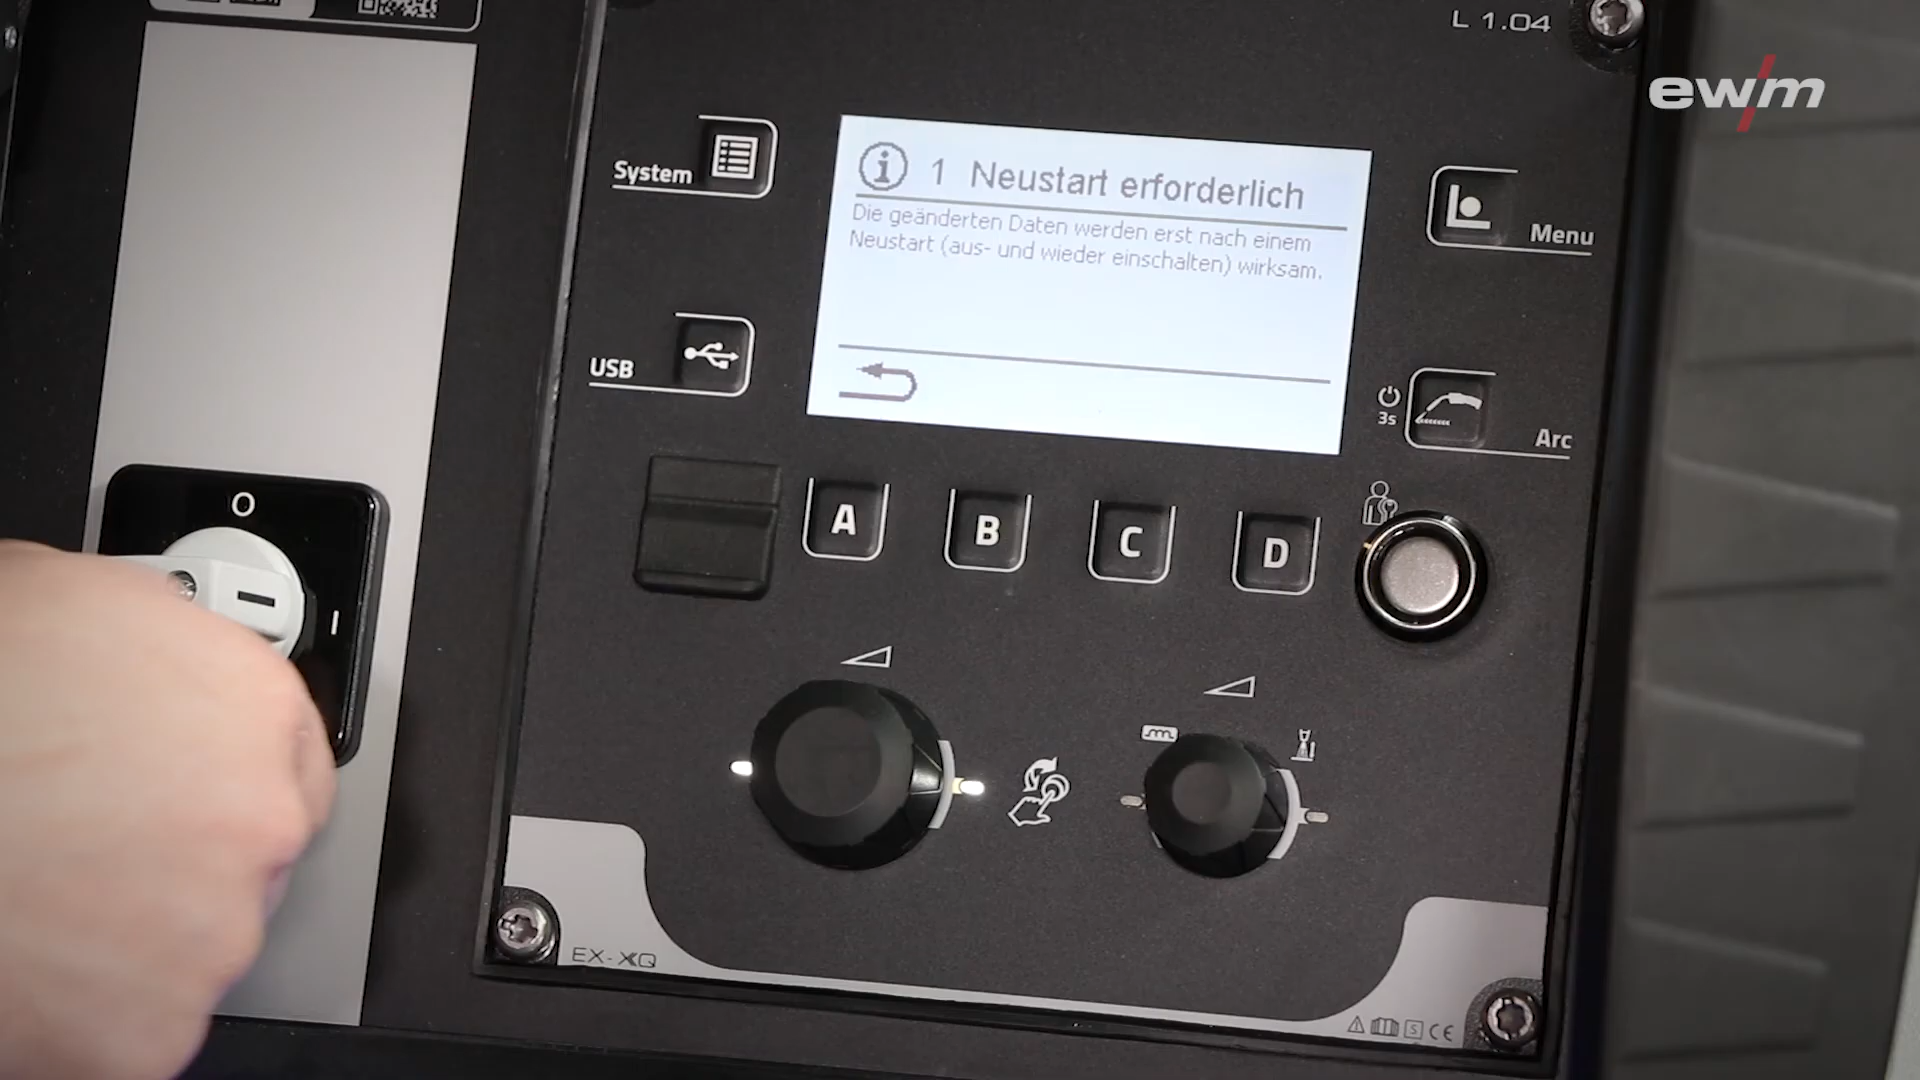 L 1.04
ewm
System
1 Neustart erforderlich
Die geänderten Daten werden erst nach einem
Neustart (aus- und wieder einschalten) wirksam.
Menu
USB
3s
Arc
O
A
B
C
D
EX-XQ
S CE